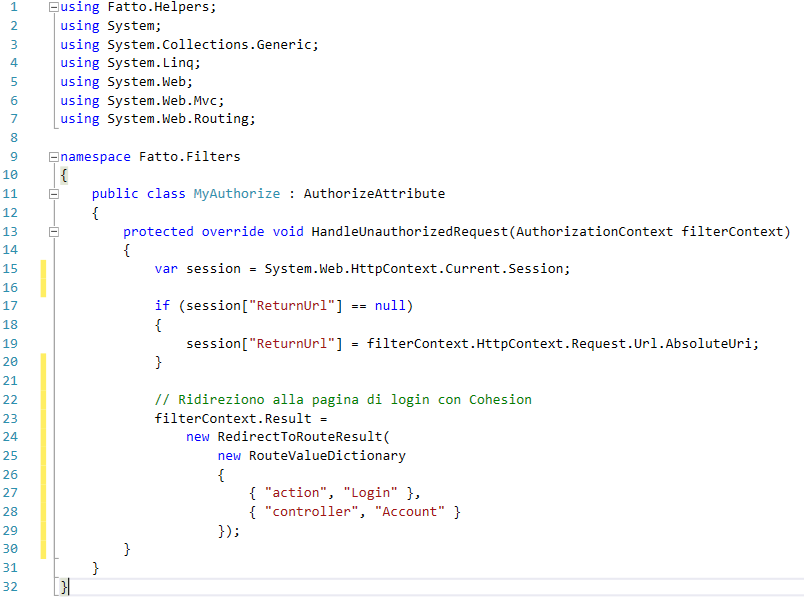 1 using Fatto.Helpers;
2 using System;
3 using System.Collections.Generic;
4 using System.Linq;
5 using System.Web;
6 using System.Web.Mvc;
7 using System.Web.Routing;
8
9 namespace Fatto.Filters
10 {
11     public class MyAuthorize : AuthorizeAttribute
12     {
13         protected override void HandleUnauthorizedRequest(AuthorizationContext filterContext)
14         {
15             var session = System.Web.HttpContext.Current.Session;
16
17             if (session["ReturnUrl"] == null)
18             {
19                 session["ReturnUrl"] = filterContext.HttpContext.Request.Url.AbsoluteUri;
20             }
21
22             // Ridireziono alla pagina di login con Cohesion
23             filterContext.Result =
24                 new RedirectToRouteResult(
25                     new RouteValueDictionary
26                     {
27                         { "action", "Login" },
28                         { "controller", "Account" }
29                     });
30         }
31     }
32 }